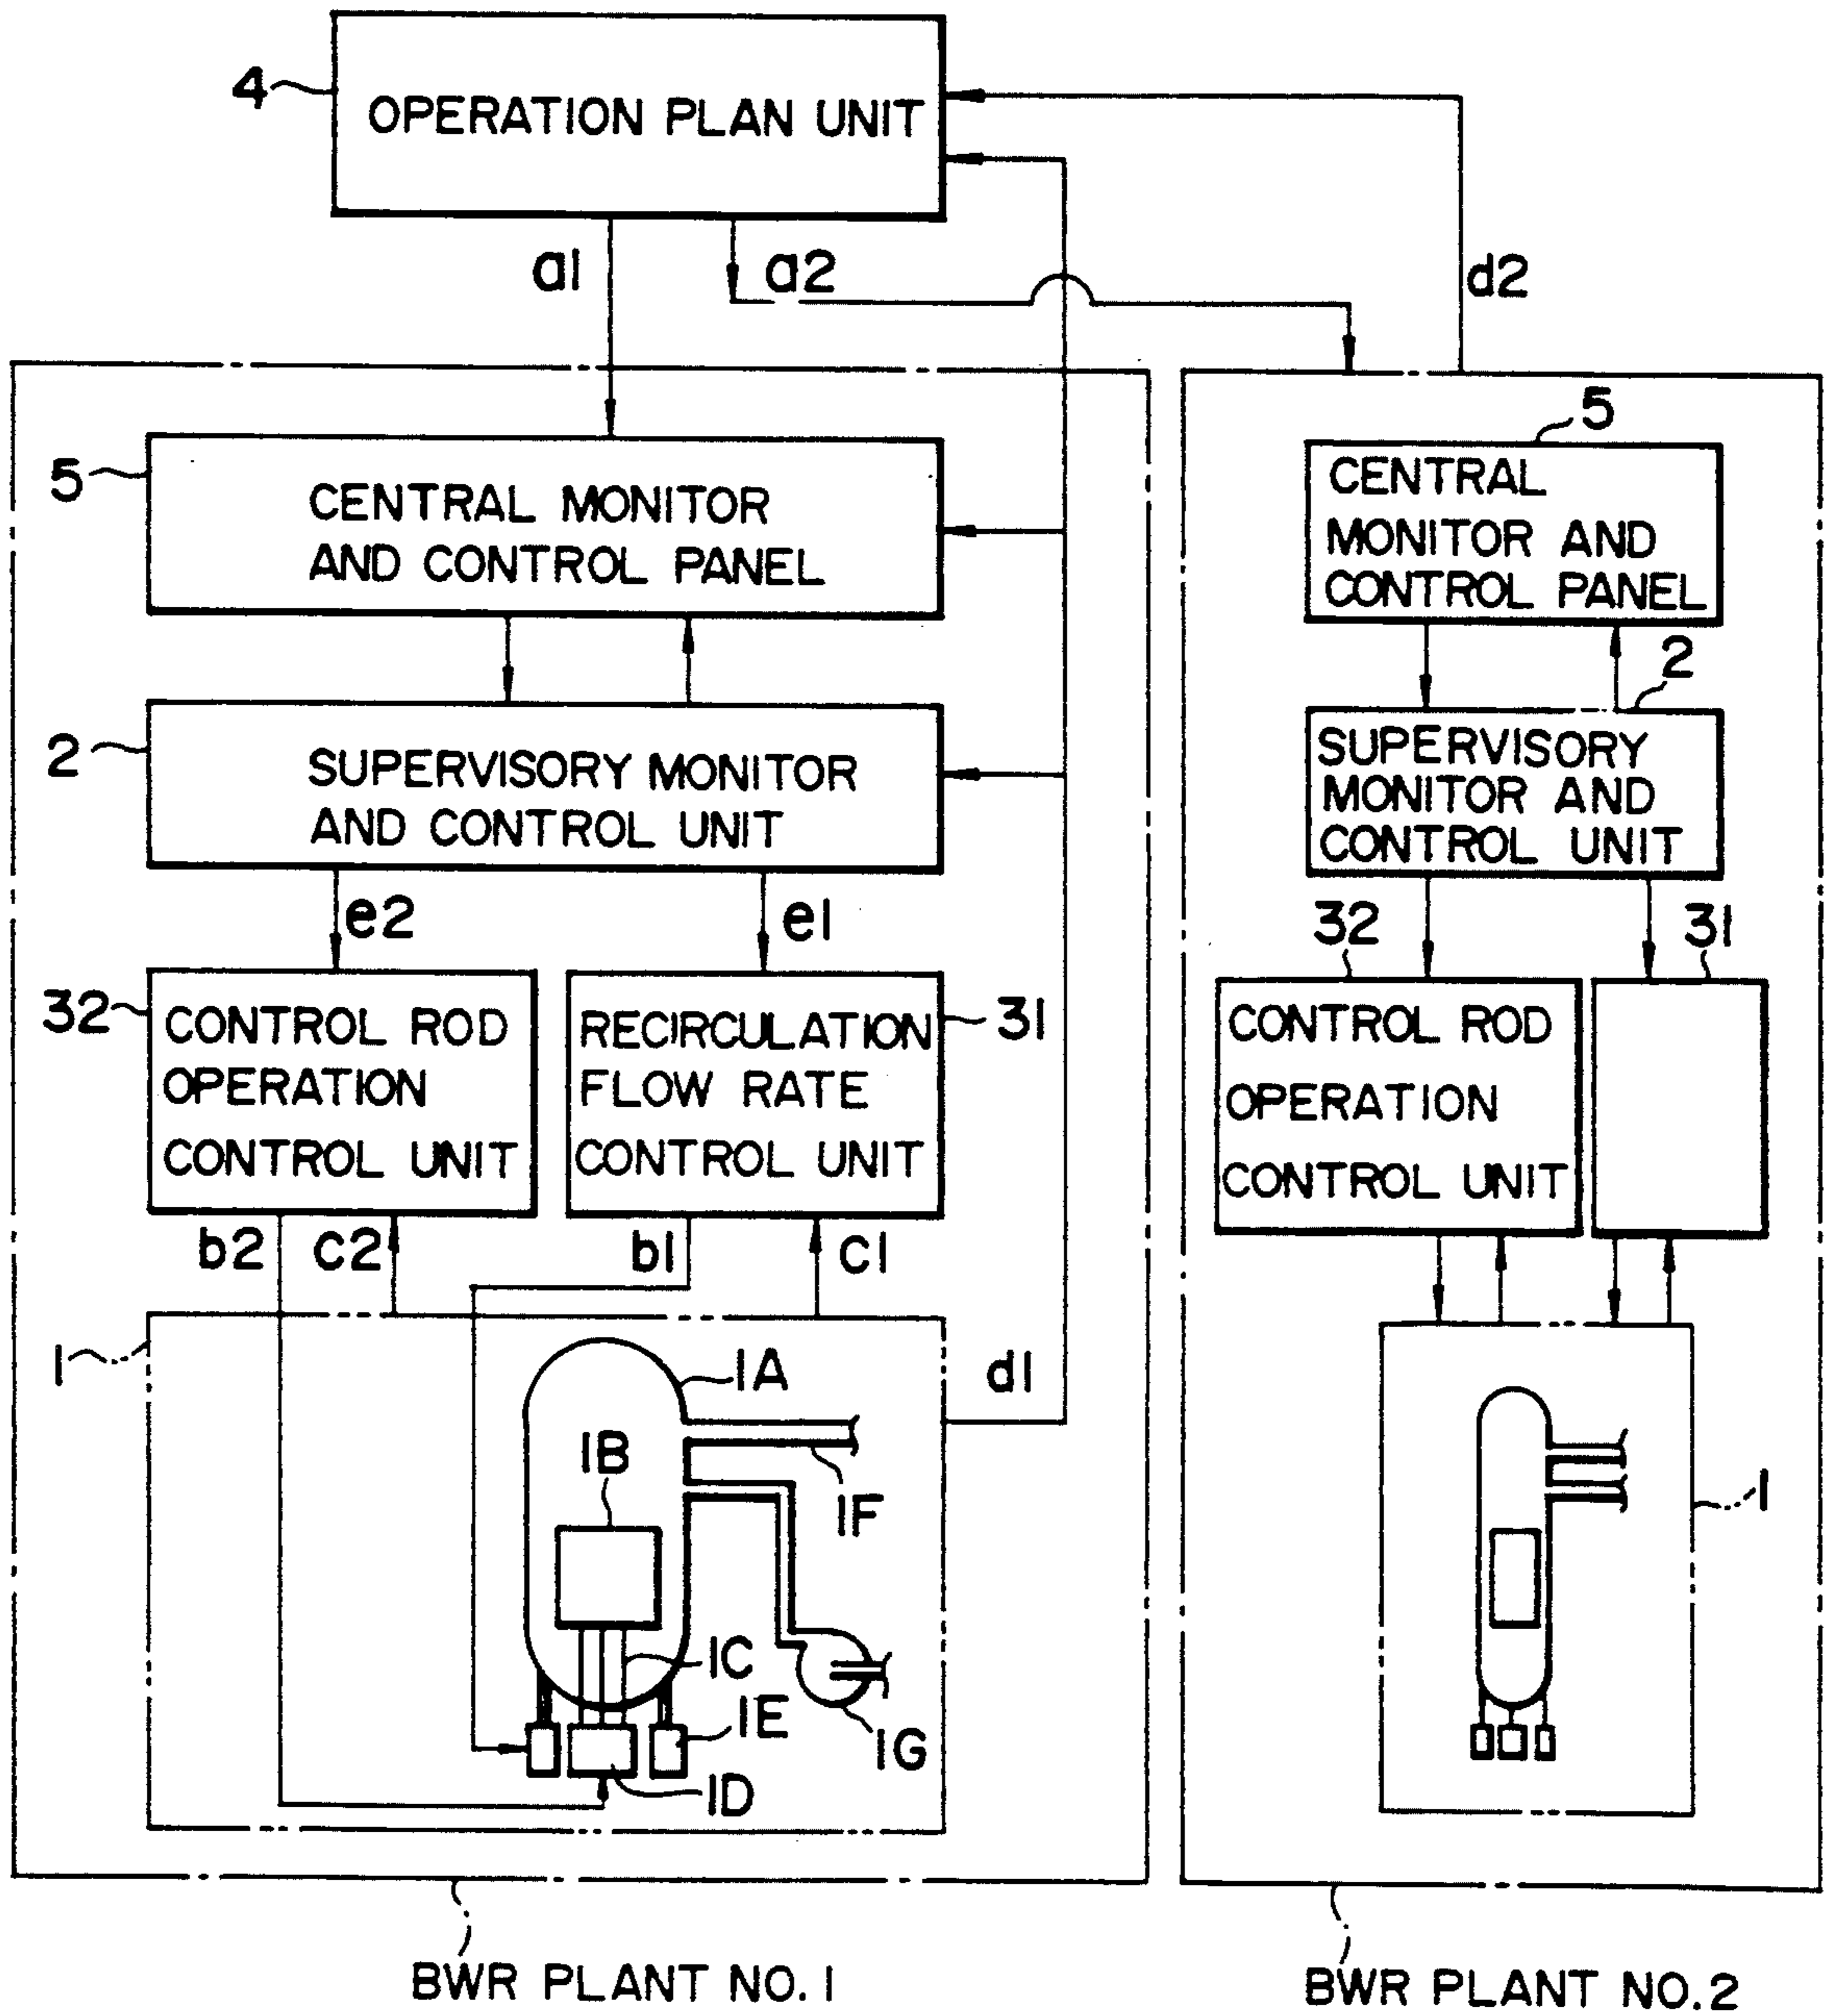 4
OPERATION PLAN UNIT
a1
a2
d2
5
CENTRAL MONITOR
AND CONTROL PANEL
2
SUPERVISORY MONITOR
AND CONTROL UNIT
e2
e1
32
CONTROL ROD
OPERATION
CONTROL UNIT
RECIRCULATION
FLOW RATE
CONTROL UNIT
31
b2
c2
b1
c1
1
1A
d1
1B
1F
1C
1E
1G
1D
BWR PLANT NO. 1
5
CENTRAL
MONITOR AND
CONTROL PANEL
2
SUPERVISORY
MONITOR AND
CONTROL UNIT
32
31
CONTROL ROD
OPERATION
CONTROL UNIT
1
BWR PLANT NO. 2